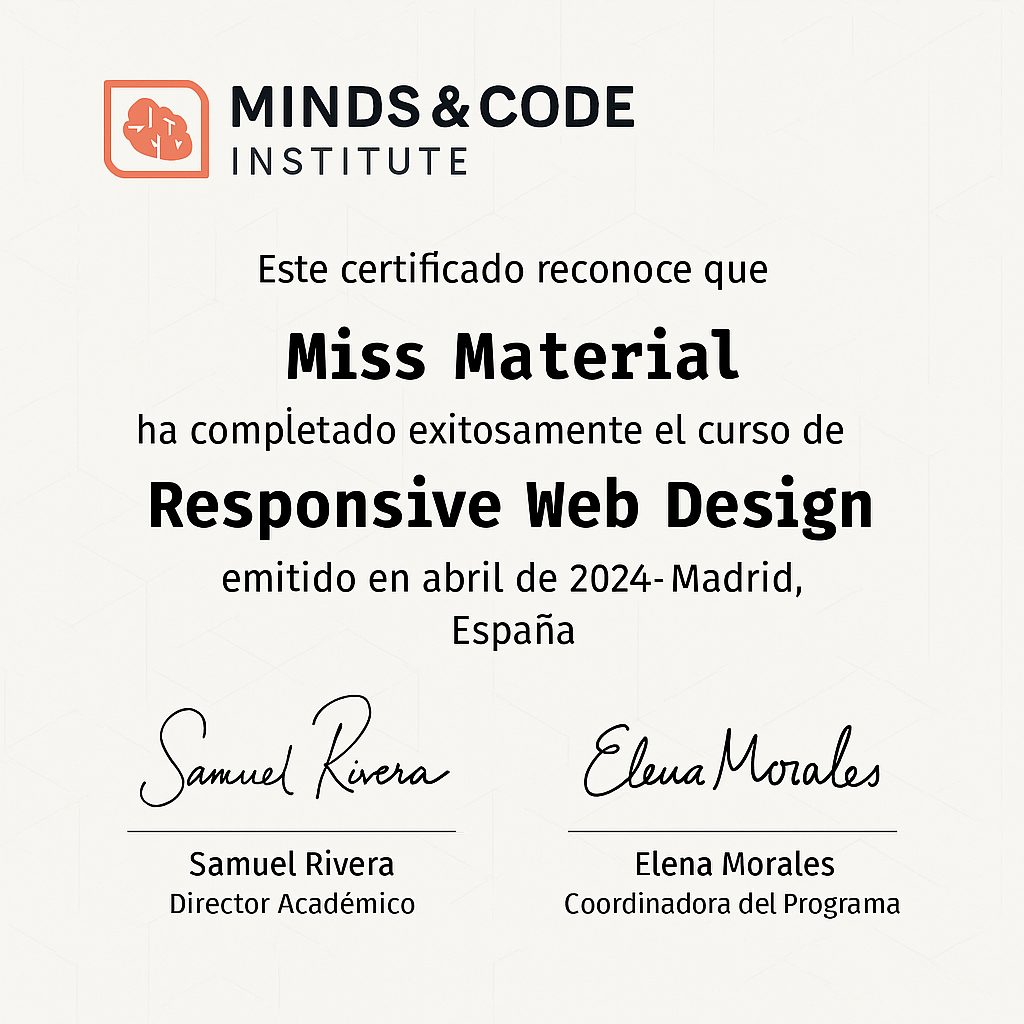 MINDS & CODE
INSTITUTE
Este certificado reconoce que
Miss Material
ha completado exitosamente el curso de
Responsive Web Design
emitido en abril de 2024-Madrid,
España
Samuel Rivera
Elena Morales
Samuel Rivera
Elena Morales
Director Académico
Coordinadora del Programa